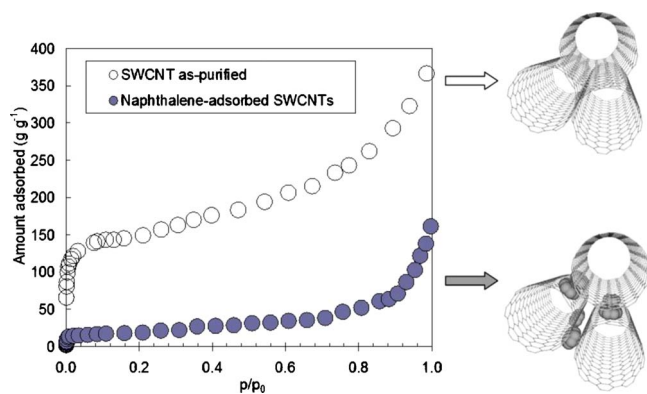 400
350
300
250
200
150
100
50
0
Amount adsorbed (g g⁻¹)
SWCNT as-purified
Naphthalene-adsorbed SWCNTs
0.0 0.2 0.4 0.6 0.8 1.0
p/p₀